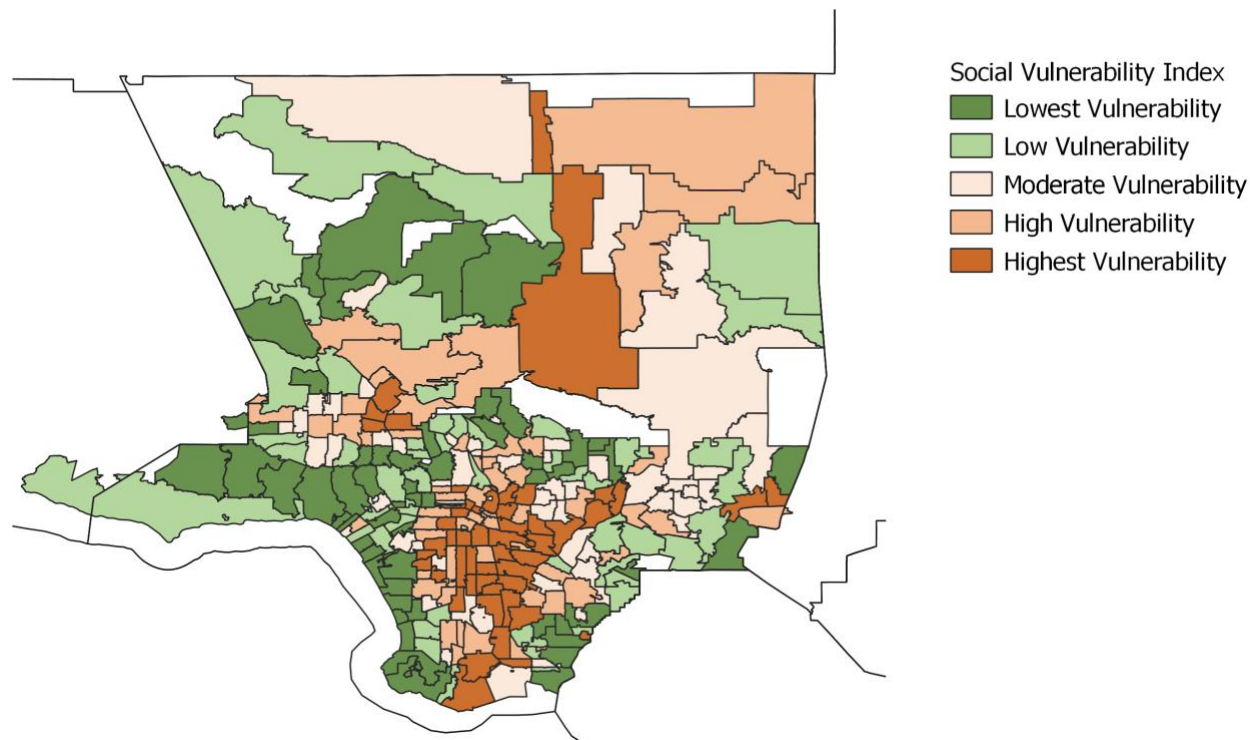 Social Vulnerability Index
Lowest Vulnerability
Low Vulnerability
Moderate Vulnerability
High Vulnerability
Highest Vulnerability